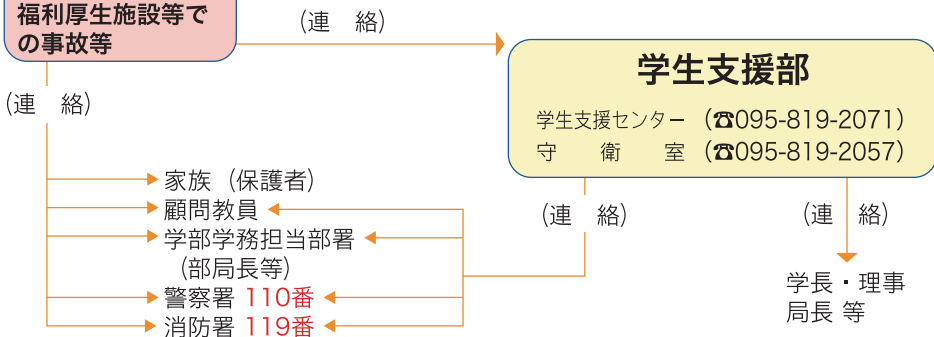 福利厚生施設等で
の事故等
(連　絡)
学生支援部
学生支援センター (☎095-819-2071)
守　衛　室 (☎095-819-2057)
(連　絡)
家族 (保護者)
顧問教員
学部学務担当部署
(部局長等)
警察署 110番
消防署 119番
(連　絡)
(連　絡)
学長・理事
局長 等